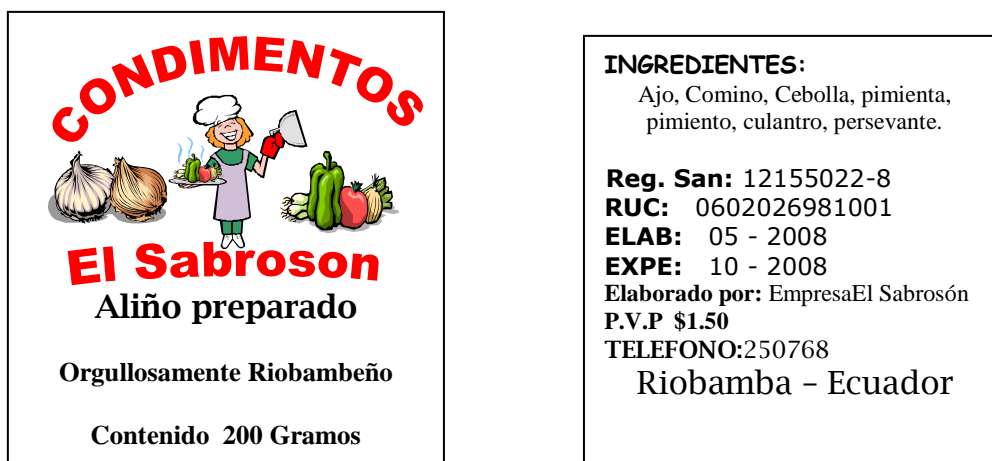 CONDIMENTOS
El Sabroson
Aliño preparado
Orgullosamente Riobambeño
Contenido 200 Gramos
INGREDIENTES:
Ajo, Comino, Cebolla, pimienta,
pimiento, culantro, persevante.
Reg. San: 12155022-8
RUC: 0602026981001
ELAB: 05 - 2008
EXPE: 10 - 2008
Elaborado por: EmpresaEl Sabrosón
P.V.P $1.50
TELEFONO:250768
Riobamba – Ecuador